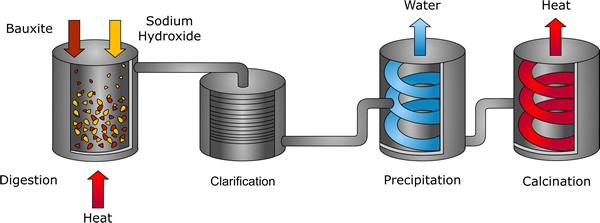 Bauxite
Sodium
Hydroxide
Water
Heat
Digestion
Clarification
Precipitation
Calcination
Heat